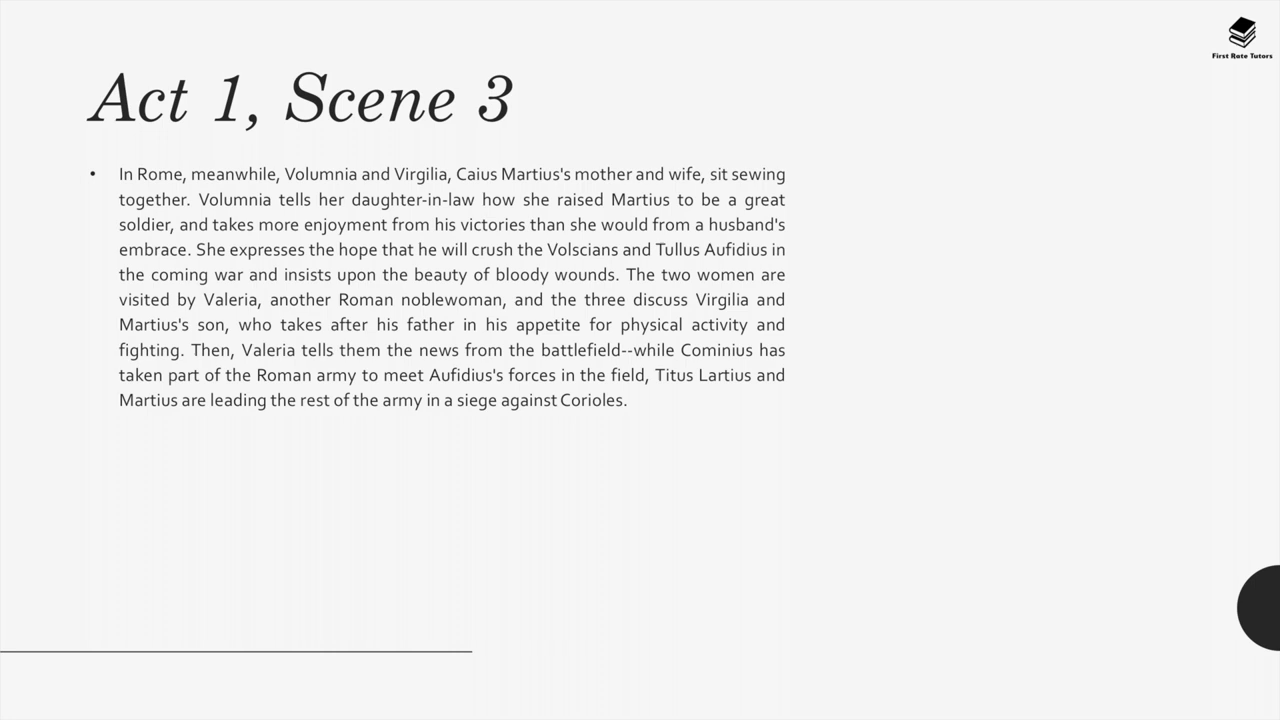 First Rate Tutors
Act 1, Scene 3
• In Rome, meanwhile, Volumnia and Virgilia, Caius Martius's mother and wife, sit sewing
together. Volumnia tells her daughter-in-law how she raised Martius to be a great
soldier, and takes more enjoyment from his victories than she would from a husband's
embrace. She expresses the hope that he will crush the Volscians and Tullus Aufidius in
the coming war and insists upon the beauty of bloody wounds. The two women are
visited by Valeria, another Roman noblewoman, and the three discuss Virgilia and
Martius's son, who takes after his father in his appetite for physical activity and
fighting. Then, Valeria tells them the news from the battlefield--while Cominius has
taken part of the Roman army to meet Aufidius's forces in the field, Titus Lartius and
Martius are leading the rest of the army in a siege against Corioles.